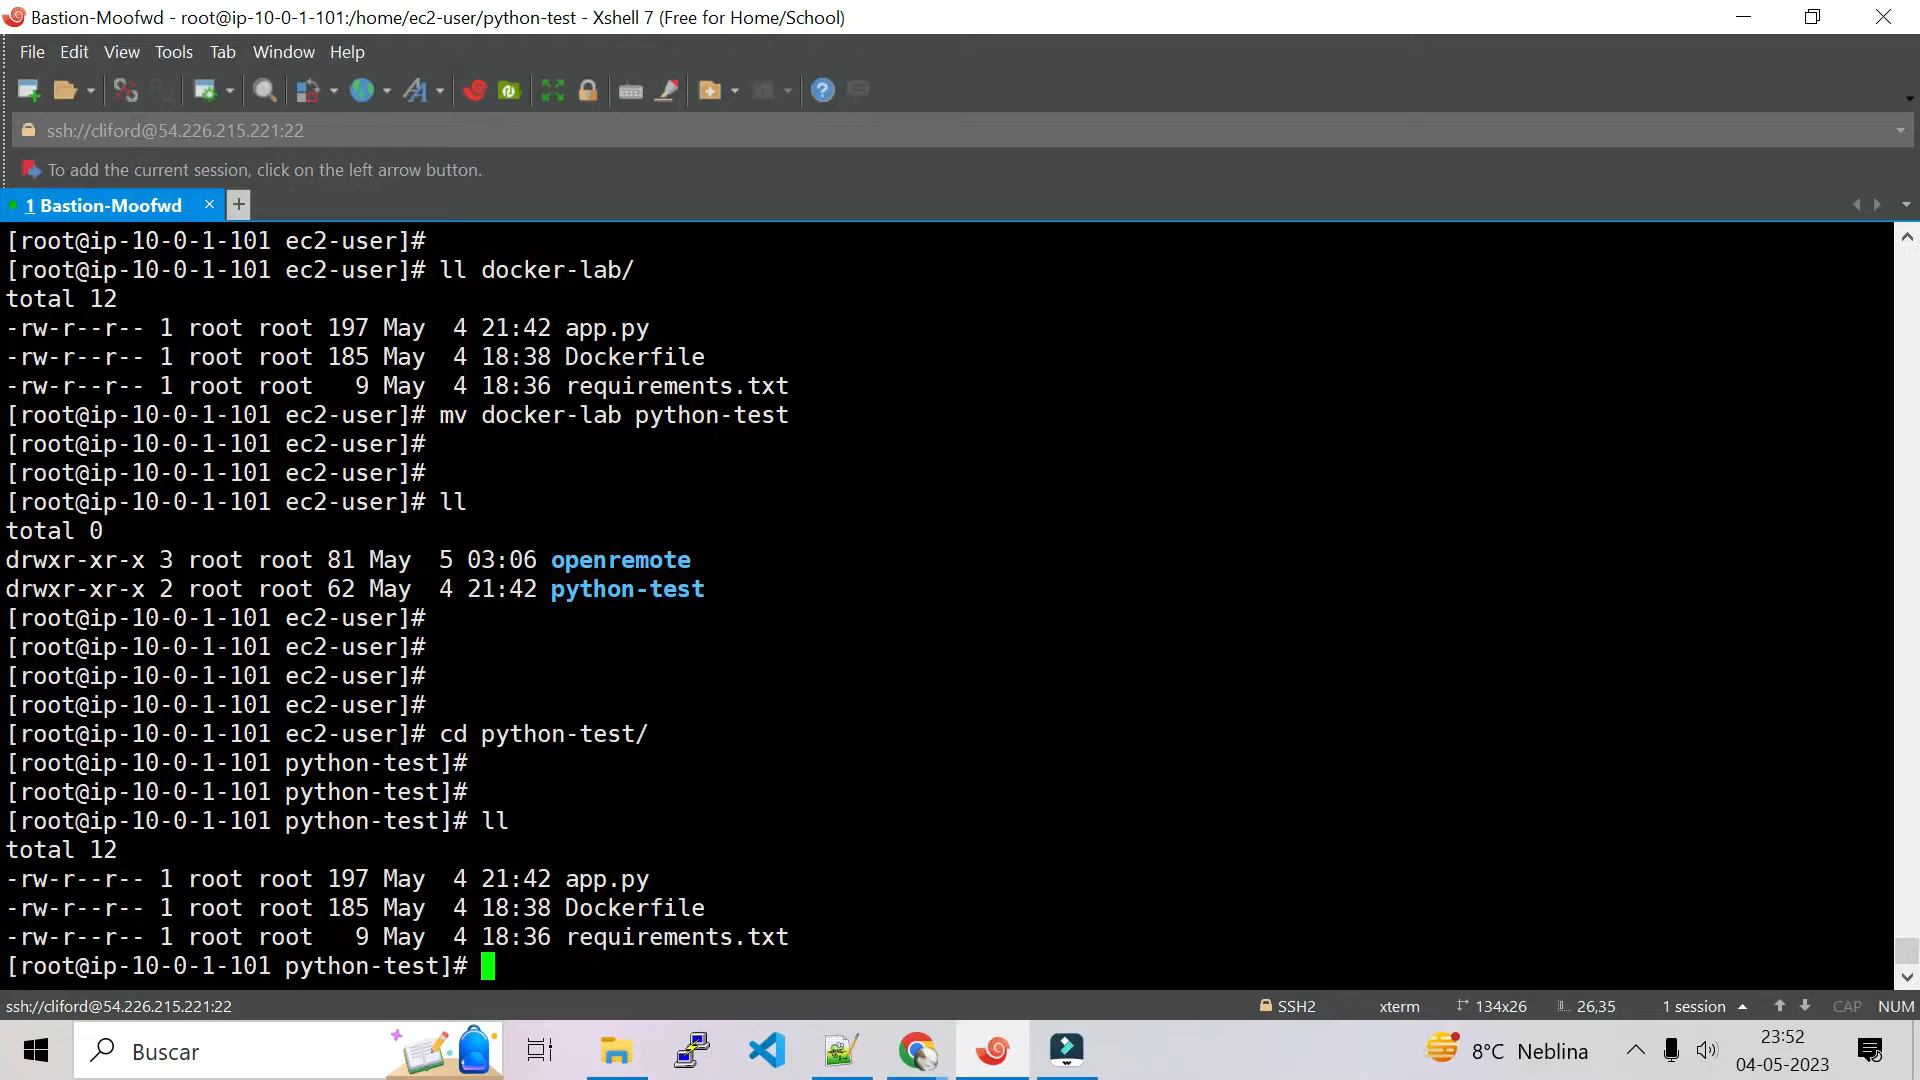 Bastion-Moofwd - root@ip-10-0-1-101:/home/ec2-user/python-test - Xshell 7 (Free for Home/School)
File Edit View Tools Tab Window Help
ssh://cliford@54.226.215.221:22
To add the current session, click on the left arrow button.
1 Bastion-Moofwd × +
[root@ip-10-0-1-101 ec2-user]#
[root@ip-10-0-1-101 ec2-user]# ll docker-lab/
total 12
-rw-r--r-- 1 root root 197 May  4 21:42 app.py
-rw-r--r-- 1 root root 185 May  4 18:38 Dockerfile
-rw-r--r-- 1 root root   9 May  4 18:36 requirements.txt
[root@ip-10-0-1-101 ec2-user]# mv docker-lab python-test
[root@ip-10-0-1-101 ec2-user]#
[root@ip-10-0-1-101 ec2-user]#
[root@ip-10-0-1-101 ec2-user]# ll
total 0
drwxr-xr-x 3 root root 81 May  5 03:06 openremote
drwxr-xr-x 2 root root 62 May  4 21:42 python-test
[root@ip-10-0-1-101 ec2-user]#
[root@ip-10-0-1-101 ec2-user]#
[root@ip-10-0-1-101 ec2-user]#
[root@ip-10-0-1-101 ec2-user]#
[root@ip-10-0-1-101 ec2-user]# cd python-test/
[root@ip-10-0-1-101 python-test]#
[root@ip-10-0-1-101 python-test]#
[root@ip-10-0-1-101 python-test]# ll
total 12
-rw-r--r-- 1 root root 197 May  4 21:42 app.py
-rw-r--r-- 1 root root 185 May  4 18:38 Dockerfile
-rw-r--r-- 1 root root   9 May  4 18:36 requirements.txt
[root@ip-10-0-1-101 python-test]#
ssh://cliford@54.226.215.221:22 SSH2 xterm 134x26 26,35 1 session CAP NUM
Buscar 8°C Neblina 23:52
04-05-2023